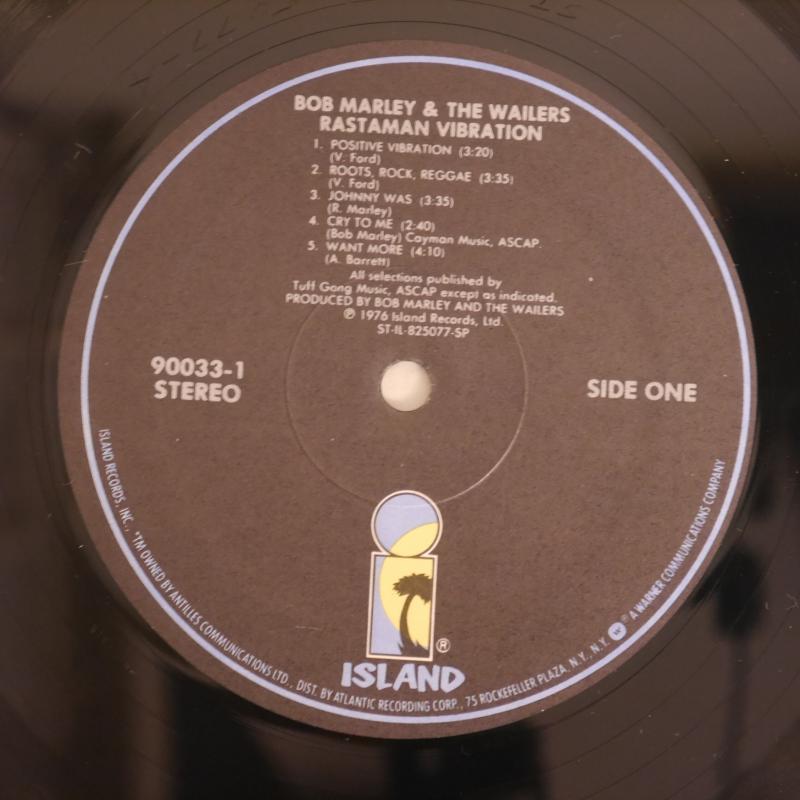 BOB MARLEY & THE WAILERS
RASTAMAN VIBRATION
1. POSITIVE VIBRATION (3:20)
(V. Ford)
2. ROOTS, ROCK, REGGAE (3:35)
(V. Ford)
3. JOHNNY WAS (3:35)
(R. Marley)
4. CRY TO ME (2:40)
(Bob Marley) Cayman Music, ASCAP.
5. WANT MORE (4:10)
(A. Barrett)
All selections published by
Tuff Gong Music, ASCAP except as indicated.
PRODUCED BY BOB MARLEY AND THE WAILERS
℗ 1976 Island Records, Ltd.
ST-IL-825077-SP
90033-1
STEREO
SIDE ONE
®
ISLAND
ISLAND RECORDS, INC., *TM OWNED BY ANTILLES COMMUNICATIONS LTD., DIST. BY ATLANTIC RECORDING CORP., 75 ROCKEFELLER PLAZA, N.Y., N.Y. ® A WARNER COMMUNICATIONS COMPANY